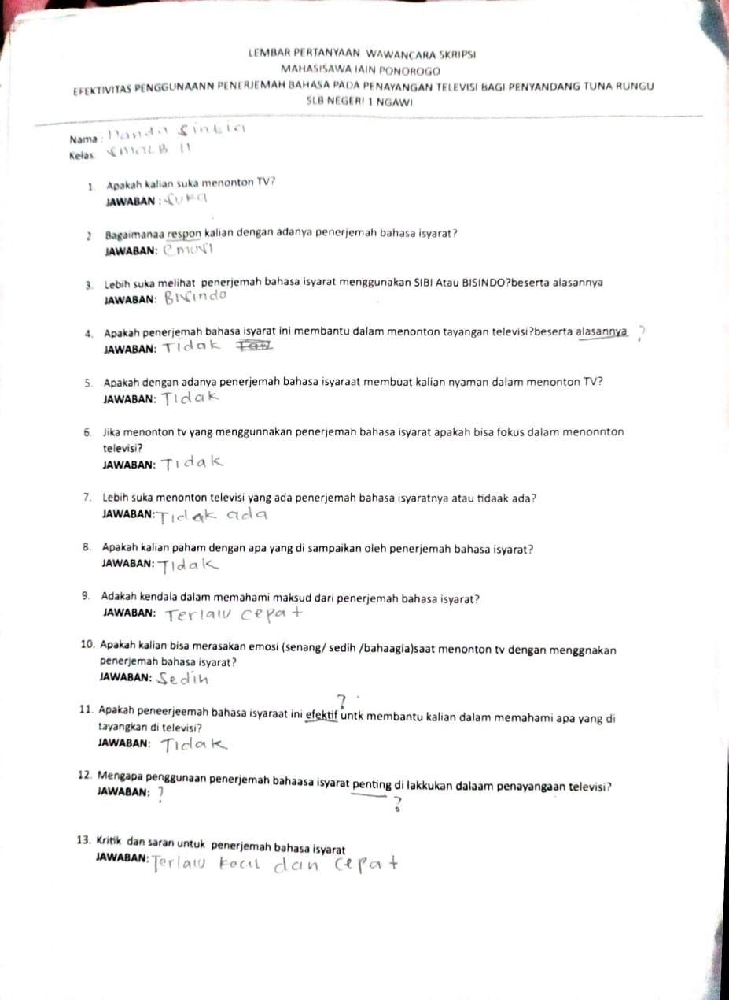 LEMBAR PERTANYAAN WAWANCARA SKRIPSI
MAHASISAWA IAIN PONOROGO
EFEKTIVITAS PENGGUNAANN PENERJEMAH BAHASA PADA PENAYANGAN TELEVISI BAGI PENYANDANG TUNA RUNGU
SLB NEGERI 1 NGAWI
Nama : Nanda Sintia
Kelas: SMALB 11
1. Apakah kalian suka menonton TV?
JAWABAN : Suka
2. Bagaimanaa respon kalian dengan adanya penerjemah bahasa isyarat?
JAWABAN: Emosi
3. Lebih suka melihat penerjemah bahasa isyarat menggunakan SIBI Atau BISINDO?beserta alasannya
JAWABAN: BISindo
4. Apakah penerjemah bahasa isyarat ini membantu dalam menonton tayangan televisi?beserta alasannya ?
JAWABAN: Tidak
5. Apakah dengan adanya penerjemah bahasa isyaraat membuat kalian nyaman dalam menonton TV?
JAWABAN: Tidak
6. Jika menonton tv yang menggunnakan penerjemah bahasa isyarat apakah bisa fokus dalam menonnton
televisi?
JAWABAN: Tidak
7. Lebih suka menonton televisi yang ada penerjemah bahasa isyaratnya atau tidaak ada?
JAWABAN: Tidak ada
8. Apakah kalian paham dengan apa yang di sampaikan oleh penerjemah bahasa isyarat?
JAWABAN: Tidak
9. Adakah kendala dalam memahami maksud dari penerjemah bahasa isyarat?
JAWABAN: Terlalu cepat
10. Apakah kalian bisa merasakan emosi (senang/ sedih /bahaagia)saat menonton tv dengan menggnakan
penerjemah bahasa isyarat?
JAWABAN: Sedih
?
11. Apakah peneerjeemah bahasa isyaraat ini efektif untk membantu kalian dalam memahami apa yang di
tayangkan di televisi?
JAWABAN: Tidak
12. Mengapa penggunaan penerjemah bahaasa isyarat penting di lakkukan dalaam penayangaan televisi?
JAWABAN: ?
?
13. Kritik dan saran untuk penerjemah bahasa isyarat
JAWABAN: Terlalu kecil dan cepat